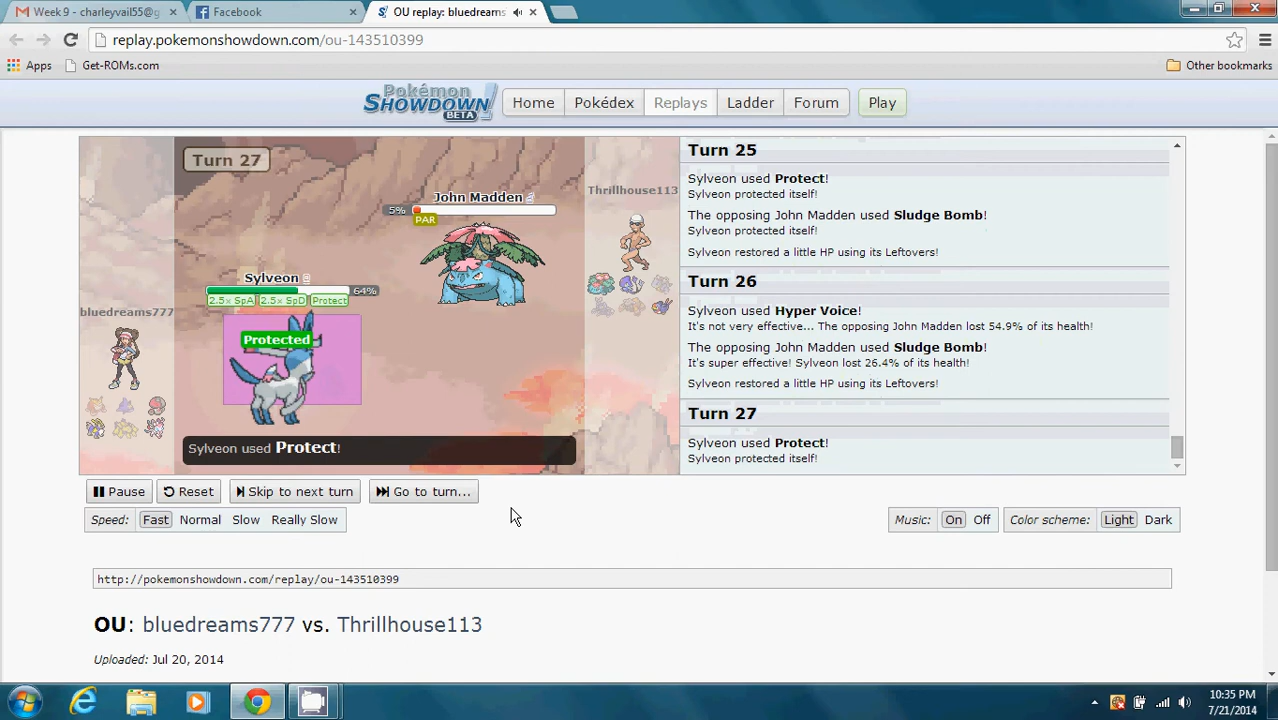 Week 9 - charleyvail55@g
Facebook
OU replay: bluedreams
replay.pokemonshowdown.com/ou-143510399
Apps
Get-ROMs.com
Other bookmarks
Pokémon
SHOWDOWN!
BETA
Home
Pokédex
Replays
Ladder
Forum
Play
Turn 27
John Madden
5%
PAR
Thrillhouse113
Sylveon
64%
2.5x SpA
2.5x SpD
Protect
bluedreams777
Protected
Sylveon used Protect!
Turn 25
Sylveon used Protect!
Sylveon protected itself!
The opposing John Madden used Sludge Bomb!
Sylveon protected itself!
Sylveon restored a little HP using its Leftovers!
Turn 26
Sylveon used Hyper Voice!
It's not very effective... The opposing John Madden lost 54.9% of its health!
The opposing John Madden used Sludge Bomb!
It's super effective! Sylveon lost 26.4% of its health!
Sylveon restored a little HP using its Leftovers!
Turn 27
Sylveon used Protect!
Sylveon protected itself!
Pause
Reset
Skip to next turn
Go to turn...
Speed: Fast Normal Slow Really Slow
Music: On Off
Color scheme: Light Dark
http://pokemonshowdown.com/replay/ou-143510399
OU: bluedreams777 vs. Thrillhouse113
Uploaded: Jul 20, 2014
10:35 PM
7/21/2014